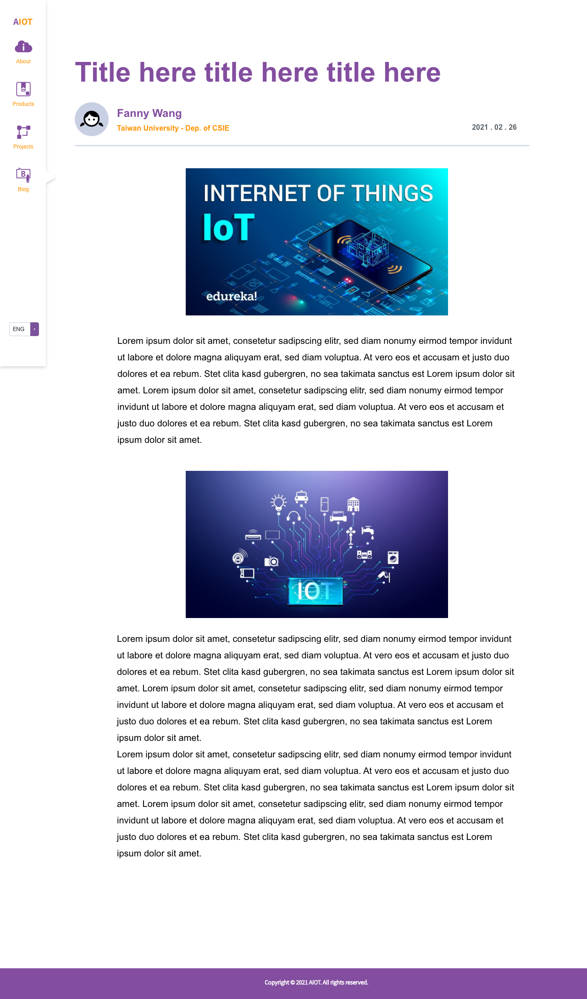 AIOT
About
Products
Projects
B
Blog
ENG
Title here title here title here
Fanny Wang
Taiwan University - Dep. of CSIE
2021 . 02 . 26
INTERNET OF THINGS
IoT
edureka!
Lorem ipsum dolor sit amet, consetetur sadipscing elitr, sed diam nonumy eirmod tempor invidunt
ut labore et dolore magna aliquyam erat, sed diam voluptua. At vero eos et accusam et justo duo
dolores et ea rebum. Stet clita kasd gubergren, no sea takimata sanctus est Lorem ipsum dolor sit
amet. Lorem ipsum dolor sit amet, consetetur sadipscing elitr, sed diam nonumy eirmod tempor
invidunt ut labore et dolore magna aliquyam erat, sed diam voluptua. At vero eos et accusam et
justo duo dolores et ea rebum. Stet clita kasd gubergren, no sea takimata sanctus est Lorem
ipsum dolor sit amet.
IOT
Lorem ipsum dolor sit amet, consetetur sadipscing elitr, sed diam nonumy eirmod tempor invidunt
ut labore et dolore magna aliquyam erat, sed diam voluptua. At vero eos et accusam et justo duo
dolores et ea rebum. Stet clita kasd gubergren, no sea takimata sanctus est Lorem ipsum dolor sit
amet. Lorem ipsum dolor sit amet, consetetur sadipscing elitr, sed diam nonumy eirmod tempor
invidunt ut labore et dolore magna aliquyam erat, sed diam voluptua. At vero eos et accusam et
justo duo dolores et ea rebum. Stet clita kasd gubergren, no sea takimata sanctus est Lorem
ipsum dolor sit amet.
Lorem ipsum dolor sit amet, consetetur sadipscing elitr, sed diam nonumy eirmod tempor invidunt
ut labore et dolore magna aliquyam erat, sed diam voluptua. At vero eos et accusam et justo duo
dolores et ea rebum. Stet clita kasd gubergren, no sea takimata sanctus est Lorem ipsum dolor sit
amet. Lorem ipsum dolor sit amet, consetetur sadipscing elitr, sed diam nonumy eirmod tempor
invidunt ut labore et dolore magna aliquyam erat, sed diam voluptua. At vero eos et accusam et
justo duo dolores et ea rebum. Stet clita kasd gubergren, no sea takimata sanctus est Lorem
ipsum dolor sit amet.
Copyright © 2021 AIOT. All rights reserved.